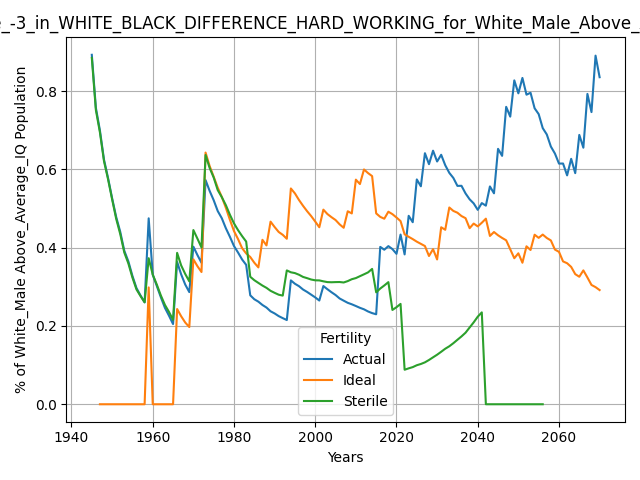 _-3_in_WHITE_BLACK_DIFFERENCE_HARD_WORKING_for_White_Male_Above_
% of White_Male Above_Average_IQ Population
0.8
0.6
0.4
0.2
0.0
Fertility
Actual
Ideal
Sterile
1940 1960 1980 2000 2020 2040 2060
Years